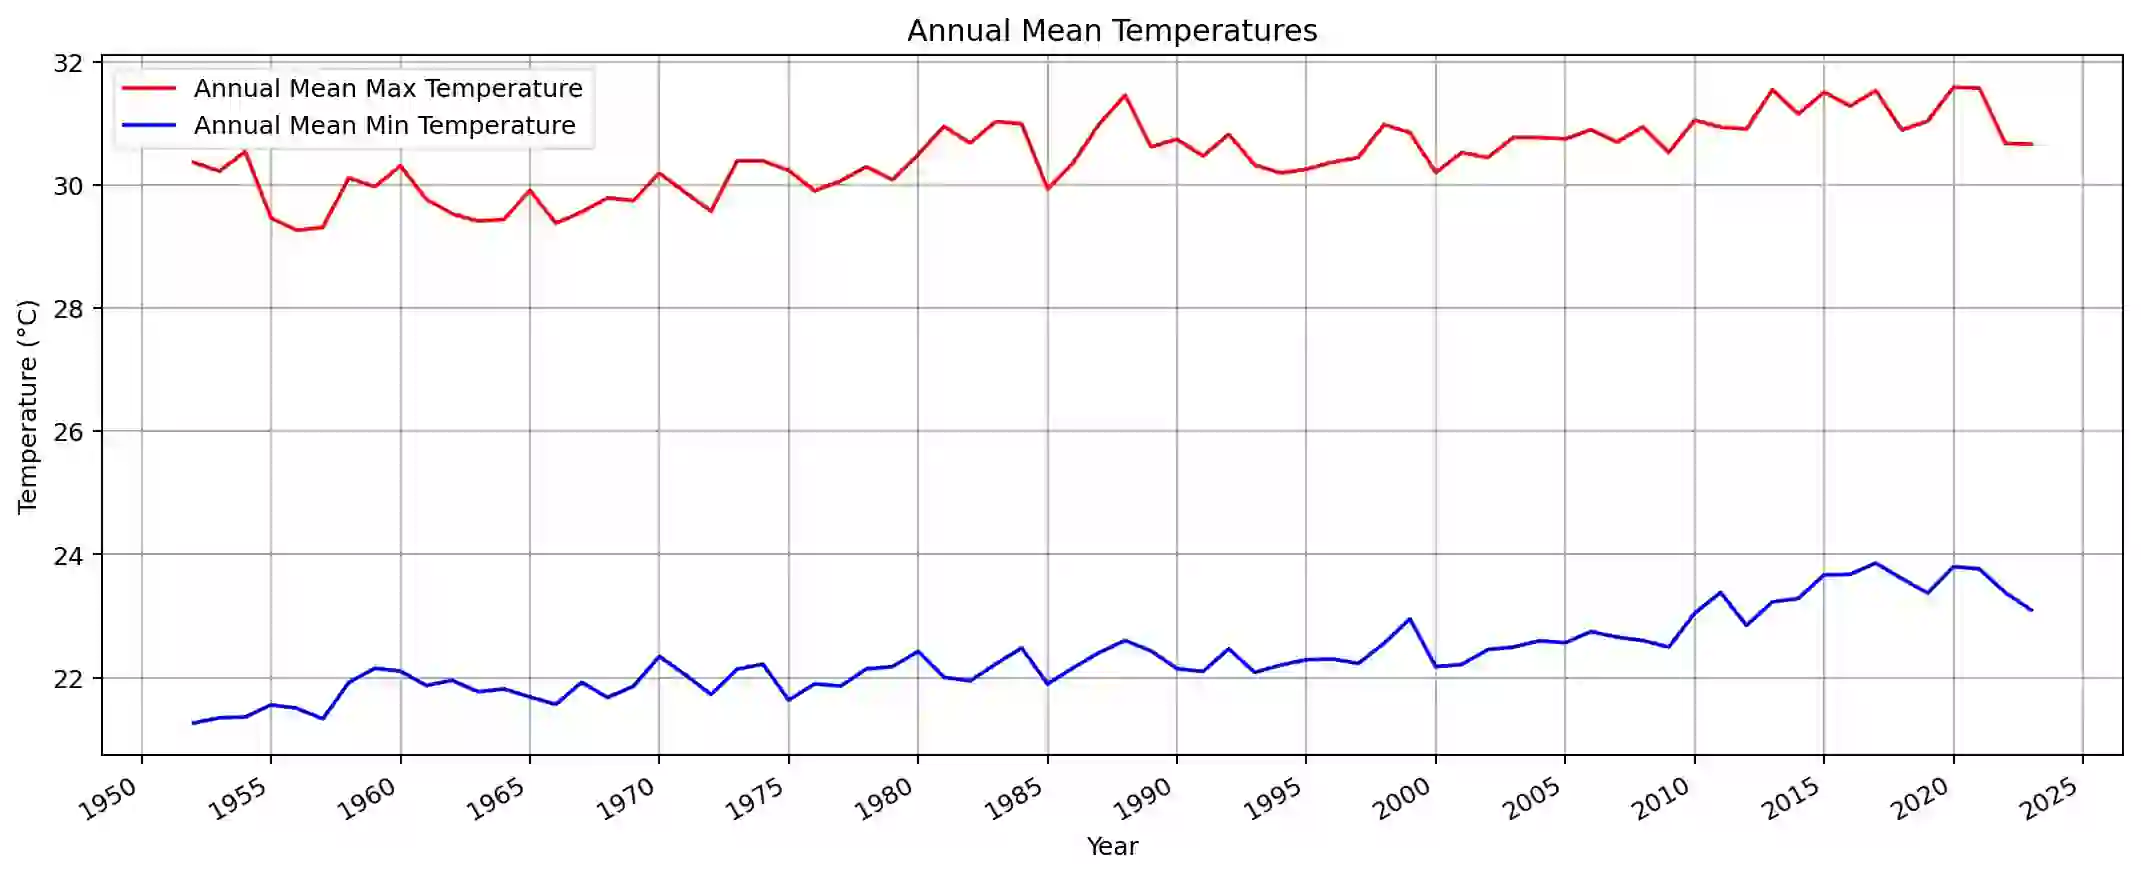 Annual Mean Temperatures
Annual Mean Max Temperature
Annual Mean Min Temperature
Temperature (°C)
32
30
28
26
24
22
1950 1955 1960 1965 1970 1975 1980 1985 1990 1995 2000 2005 2010 2015 2020 2025
Year